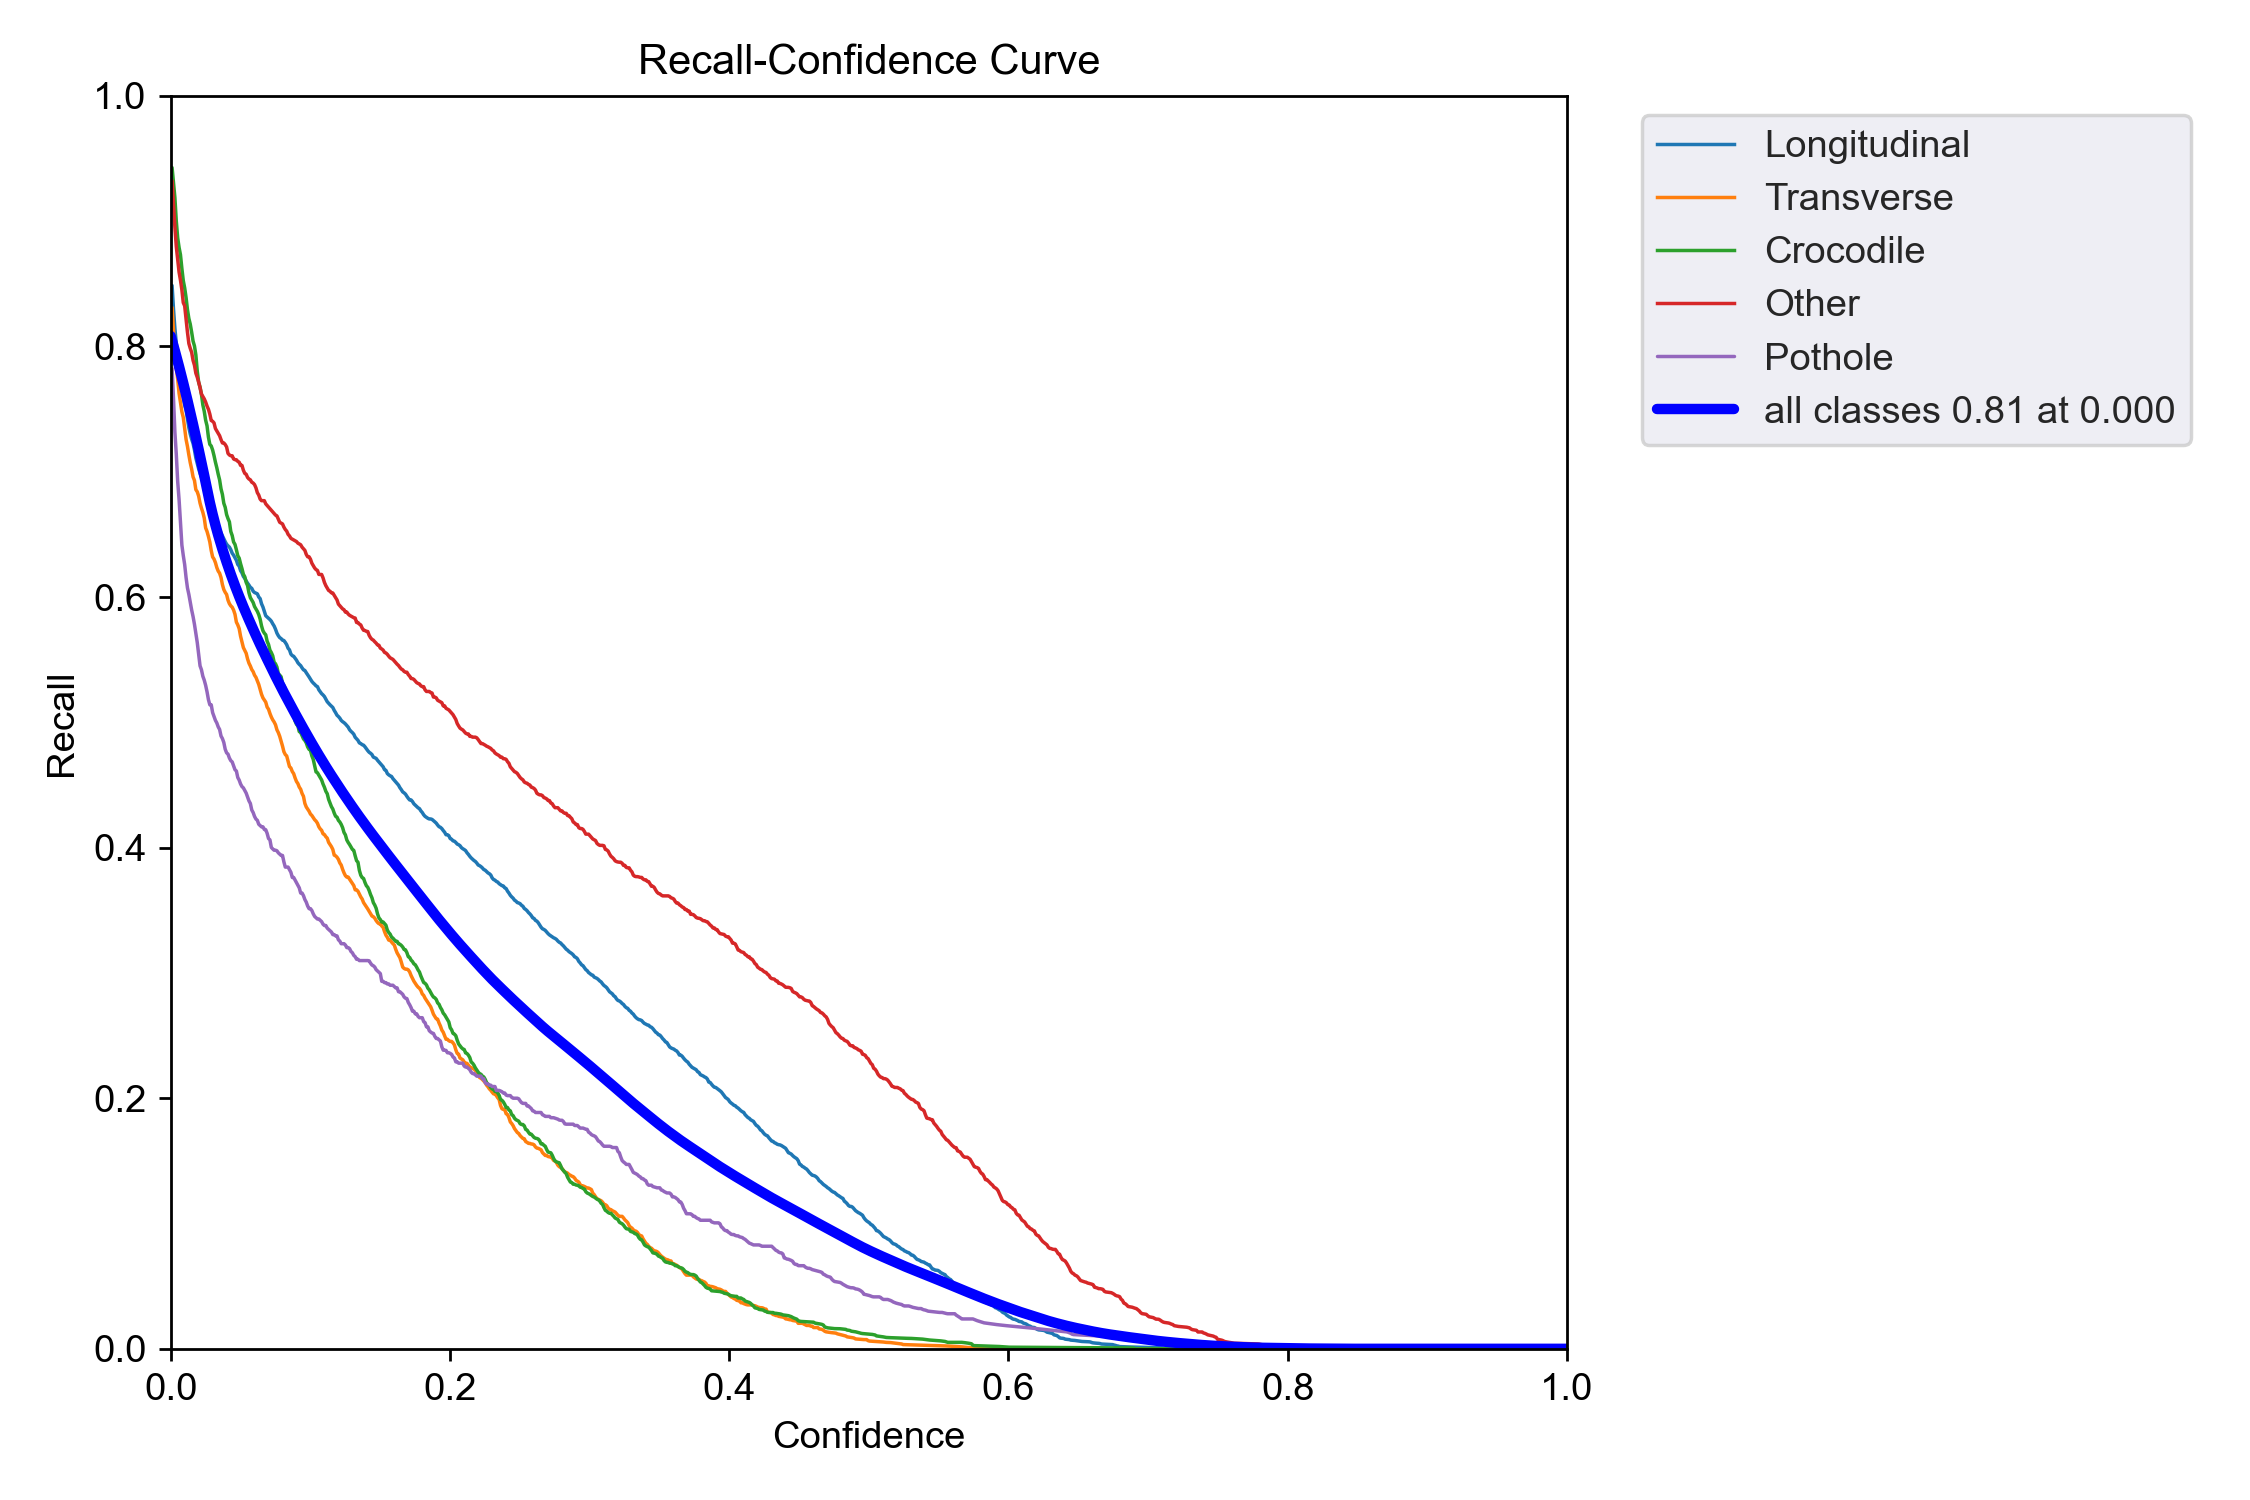 Recall-Confidence Curve
1.0
0.8
0.6
0.4
0.2
0.0
Recall
0.0 0.2 0.4 0.6 0.8 1.0
Confidence
Longitudinal
Transverse
Crocodile
Other
Pothole
all classes 0.81 at 0.000